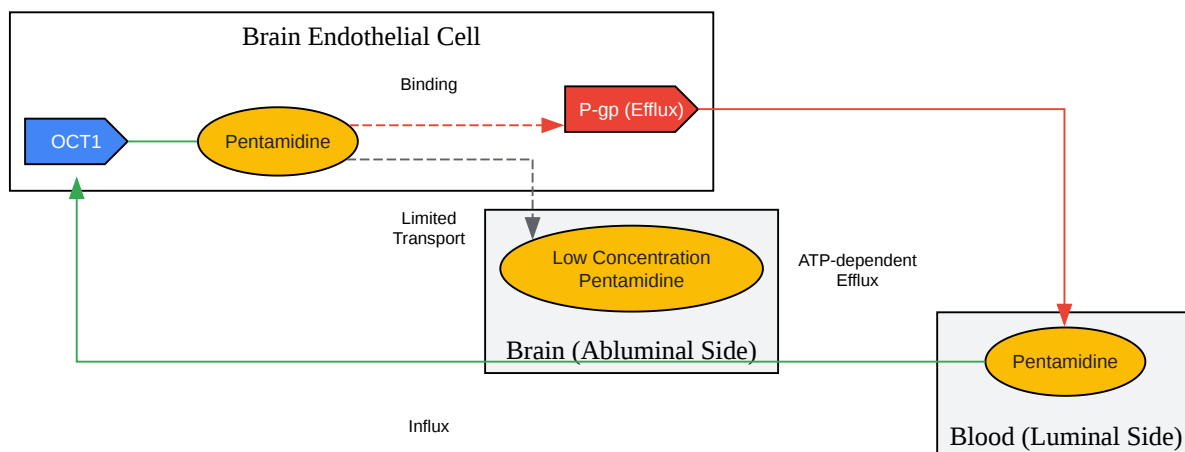 Brain Endothelial Cell
Binding
P-gp (Efflux)
OCT1
Pentamidine
Limited
Transport
Low Concentration
Pentamidine
ATP-dependent
Efflux
Brain (Abluminal Side)
Pentamidine
Influx
Blood (Luminal Side)